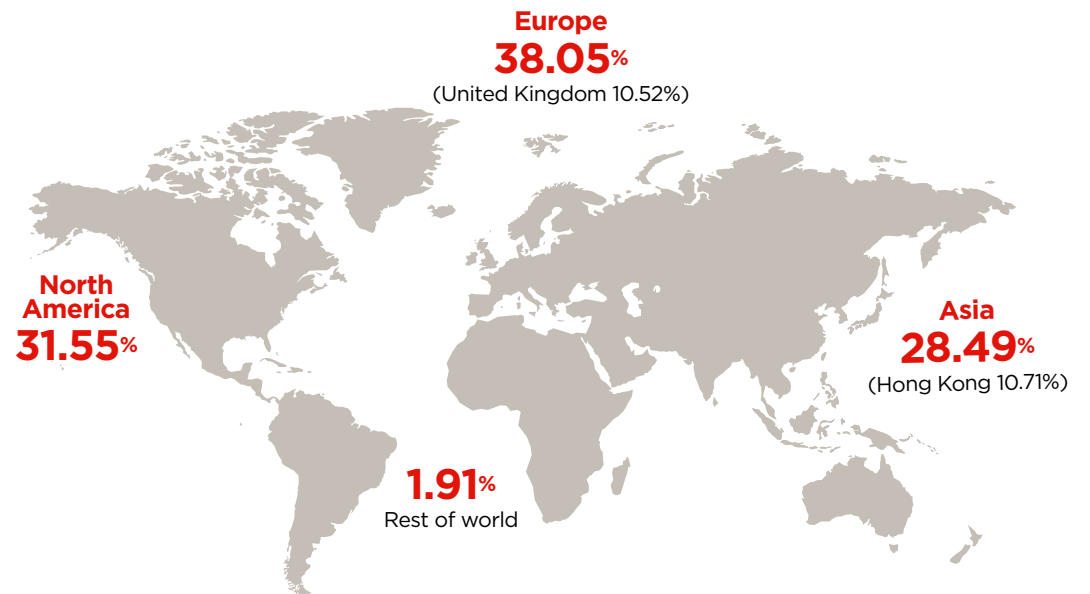 Europe
38.05%
(United Kingdom 10.52%)
North
America
31.55%
Asia
28.49%
(Hong Kong 10.71%)
1.91%
Rest of world